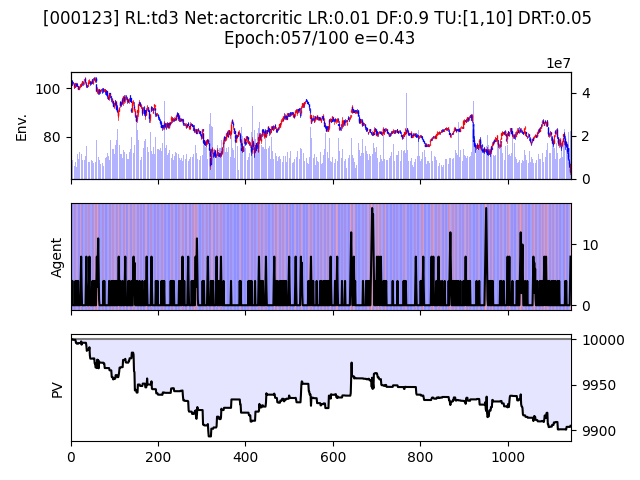 [000123] RL:td3 Net:actorcritic LR:0.01 DF:0.9 TU:[1,10] DRT:0.05
Epoch:057/100 e=0.43
1e7
100
80
Env.
4
2
0
Agent
10
0
PV
10000
9950
9900
0 200 400 600 800 1000